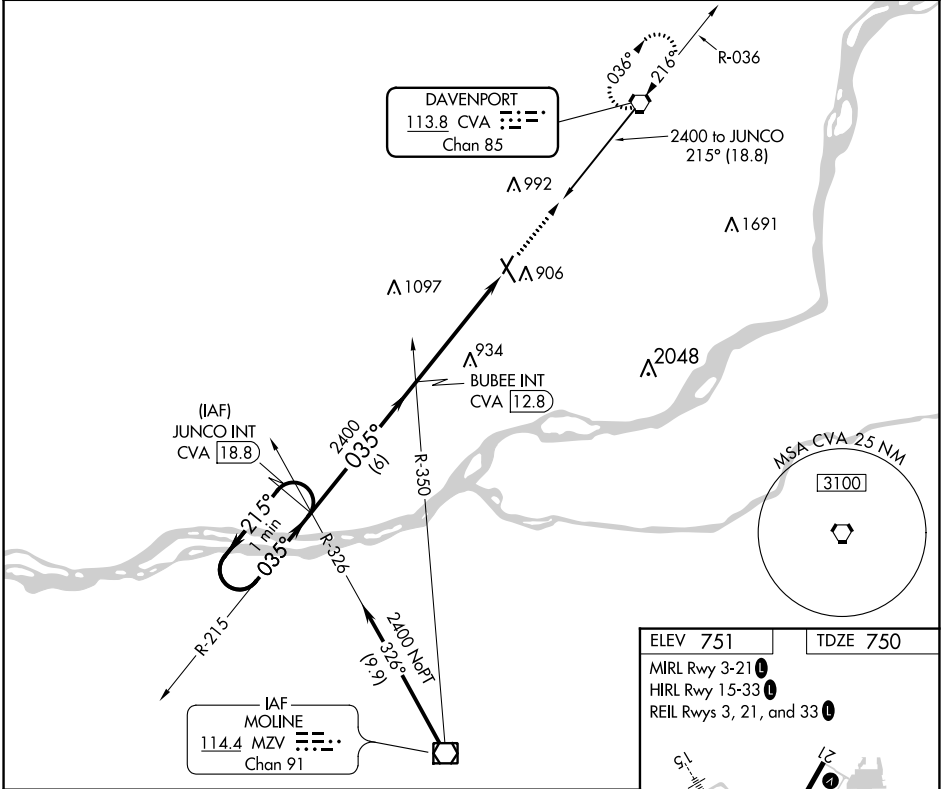 R-036
036°
216°
DAVENPORT
113.8 CVA
Chan 85
2400 to JUNCO
215° (18.8)
992
1691
906
1097
934
2048
BUBEE INT
CVA 12.8
(IAF)
JUNCO INT
CVA 18.8
2400
035°
(6)
R-350
MSA CVA 25 NM
3100
215°
1 min
035°
R-326
R-215
2400 NoPT
326°
(9.9)
IAF
MOLINE
114.4 MZV
Chan 91
ELEV 751
TDZE 750
MIRL Rwy 3-21 L
HIRL Rwy 15-33 L
REIL Rwys 3, 21, and 33 L
15
21
V